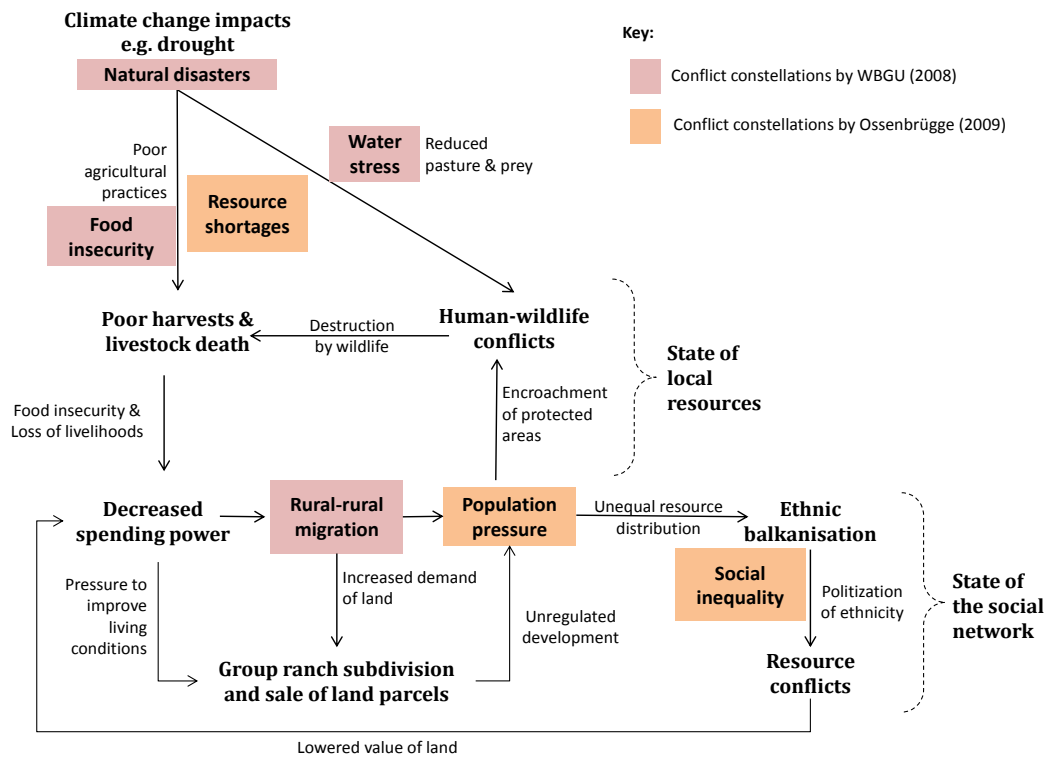 Climate change impacts
e.g. drought
Natural disasters
Key:
Conflict constellations by WBGU (2008)
Conflict constellations by Ossenbrügge (2009)
Poor
agricultural
practices
Water
stress
Reduced
pasture & prey
Resource
shortages
Food
insecurity
Poor harvests &
livestock death
Destruction
by wildlife
Human-wildlife
conflicts
State of
local
resources
Food insecurity &
Loss of livelihoods
Encroachment
of protected
areas
Decreased
spending power
Rural-rural
migration
Population
pressure
Unequal resource
distribution
Ethnic
balkanisation
Pressure to
improve
living
conditions
Increased demand
of land
Unregulated
development
Social
inequality
Politization
of ethnicity
State of
the social
network
Group ranch subdivision
and sale of land parcels
Resource
conflicts
Lowered value of land